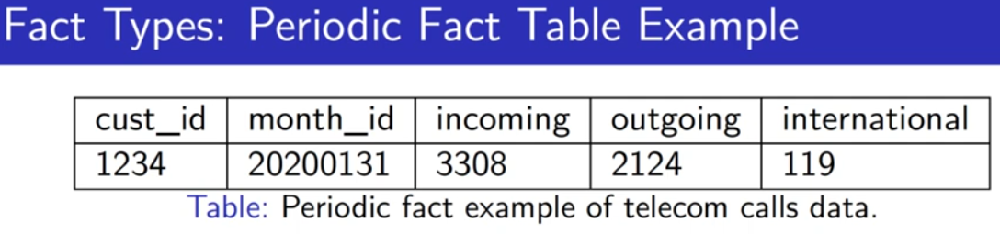 Fact Types: Periodic Fact Table Example
cust_id month_id incoming outgoing international
1234 20200131 3308 2124 119
Table: Periodic fact example of telecom calls data.